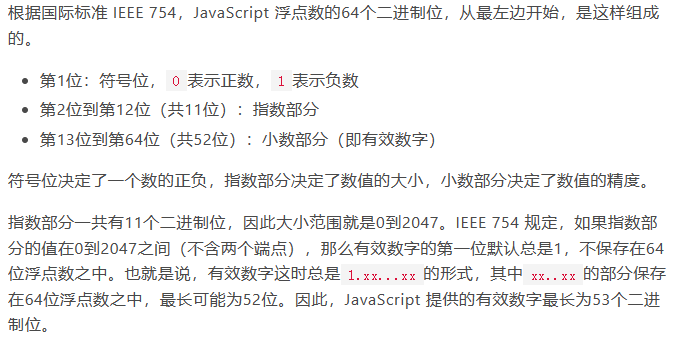 根据国际标准 IEEE 754，JavaScript 浮点数的64个二进制位，从最左边开始，是这样组成
的。
第1位：符号位，0表示正数，1表示负数
第2位到第12位（共11位）：指数部分
第13位到第64位（共52位）：小数部分（即有效数字）
符号位决定了一个数的正负，指数部分决定了数值的大小，小数部分决定了数值的精度。
指数部分一共有11个二进制位，因此大小范围就是0到2047。IEEE 754 规定，如果指数部
分的值在0到2047之间（不含两个端点），那么有效数字的第一位默认总是1，不保存在64
位浮点数之中。也就是说，有效数字这时总是1.xx...xx的形式，其中xx..xx的部分保存
在64位浮点数之中，最长可能为52位。因此，JavaScript 提供的有效数字最长为53个二进
制位。